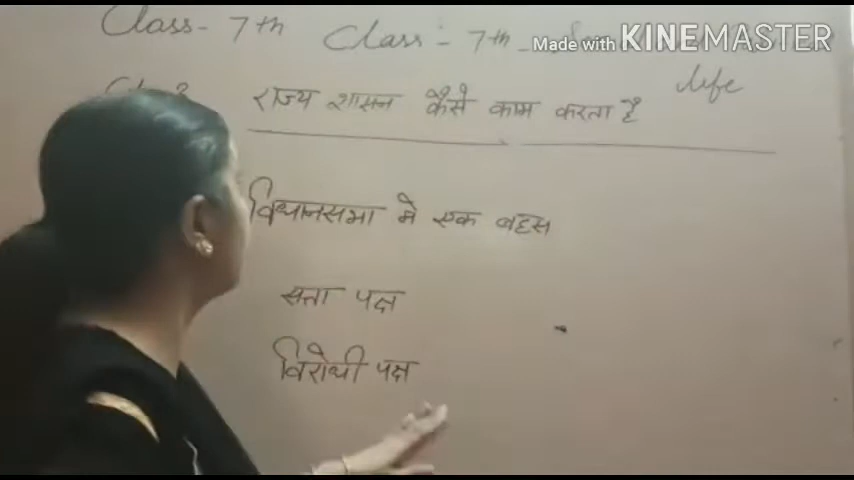 Class- 7th Class:- 7th
Made with KINEMASTER
life
राज्य शासन कैसे काम करता है
विधानसभा मे एक बहस
सत्ता पक्ष
विरोधी पक्ष